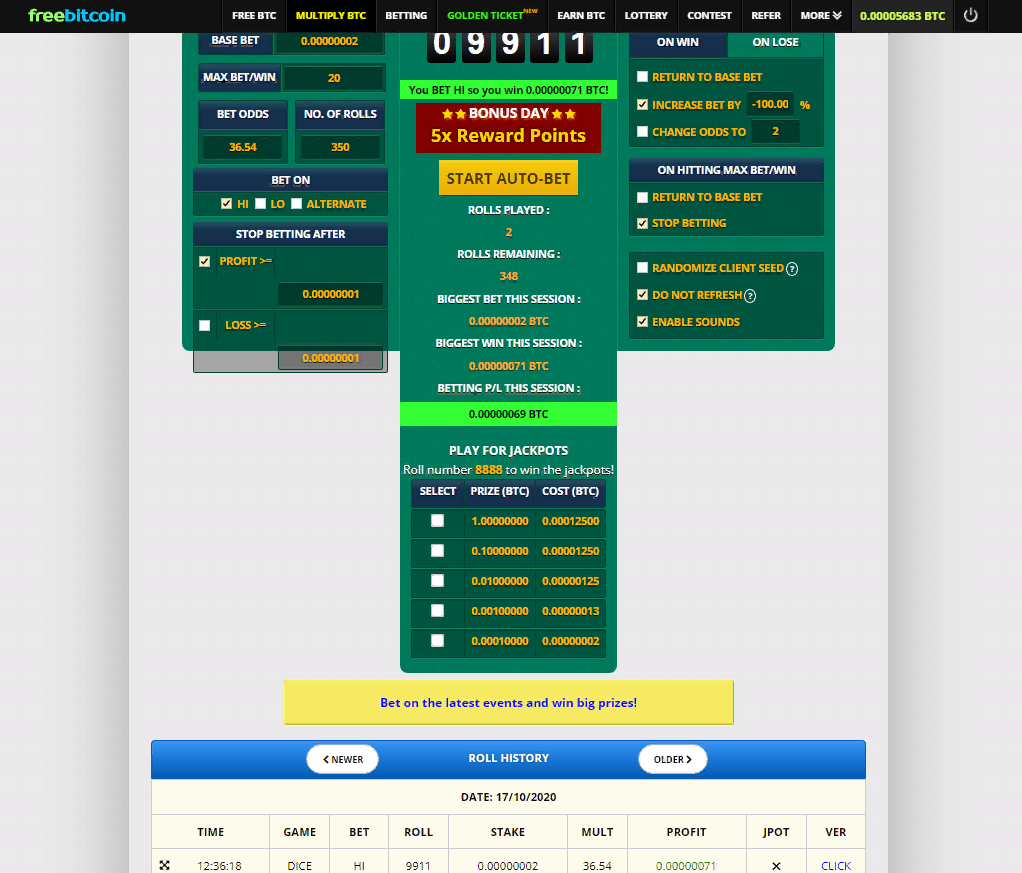 freebitcoin FREE BTC MULTIPLY BTC BETTING GOLDEN TICKET NEW EARN BTC LOTTERY CONTEST REFER MORE 0.00005683 BTC
BASE BET 0.00000002
MAX BET/WIN 20
BET ODDS NO. OF ROLLS
36.54 350
BET ON
HI LO ALTERNATE
STOP BETTING AFTER
PROFIT >=
0.00000001
LOSS >=
0.00000001
0 9 9 1 1
You BET HI so you win 0.00000071 BTC!
BONUS DAY
5x Reward Points
START AUTO-BET
ROLLS PLAYED :
2
ROLLS REMAINING :
348
BIGGEST BET THIS SESSION :
0.00000002 BTC
BIGGEST WIN THIS SESSION :
0.00000071 BTC
BETTING P/L THIS SESSION :
0.00000069 BTC
PLAY FOR JACKPOTS
Roll number 8888 to win the jackpots!
SELECT PRIZE (BTC) COST (BTC)
1.00000000 0.00012500
0.10000000 0.00001250
0.01000000 0.00000125
0.00100000 0.00000013
0.00010000 0.00000002
ON WIN ON LOSE
RETURN TO BASE BET
INCREASE BET BY -100.00 %
CHANGE ODDS TO 2
ON HITTING MAX BET/WIN
RETURN TO BASE BET
STOP BETTING
RANDOMIZE CLIENT SEED ?
DO NOT REFRESH ?
ENABLE SOUNDS
Bet on the latest events and win big prizes!
NEWER ROLL HISTORY OLDER
DATE: 17/10/2020
TIME GAME BET ROLL STAKE MULT PROFIT JPOT VER
12:36:18 DICE HI 9911 0.00000002 36.54 0.00000071 CLICK